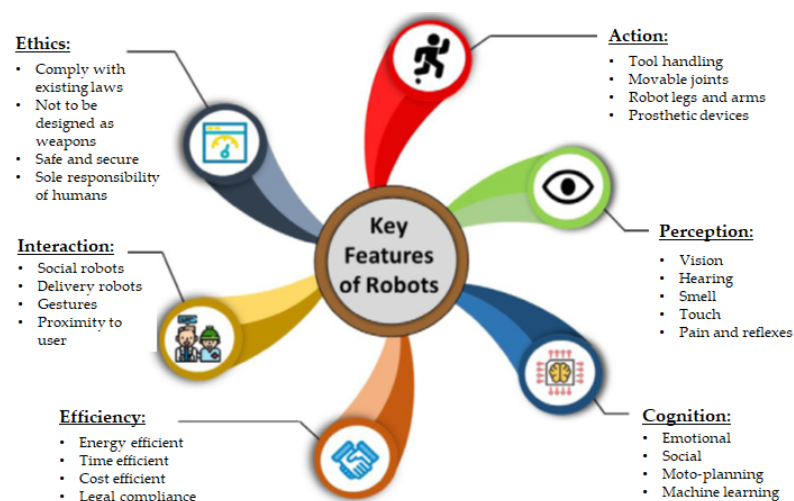 Key
Features
of Robots
Action:
• Tool handling
• Movable joints
• Robot legs and arms
• Prosthetic devices
Perception:
• Vision
• Hearing
• Smell
• Touch
• Pain and reflexes
Cognition:
• Emotional
• Social
• Moto-planning
• Machine learning
Efficiency:
• Energy efficient
• Time efficient
• Cost efficient
• Legal compliance
Interaction:
• Social robots
• Delivery robots
• Gestures
• Proximity to
user
Ethics:
• Comply with
existing laws
• Not to be
designed as
weapons
• Safe and secure
• Sole responsibility
of humans